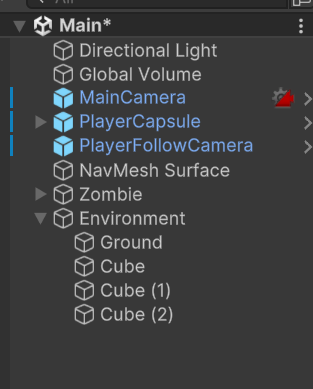 Main*
Directional Light
Global Volume
MainCamera
PlayerCapsule
PlayerFollowCamera
NavMesh Surface
Zombie
Environment
Ground
Cube
Cube (1)
Cube (2)